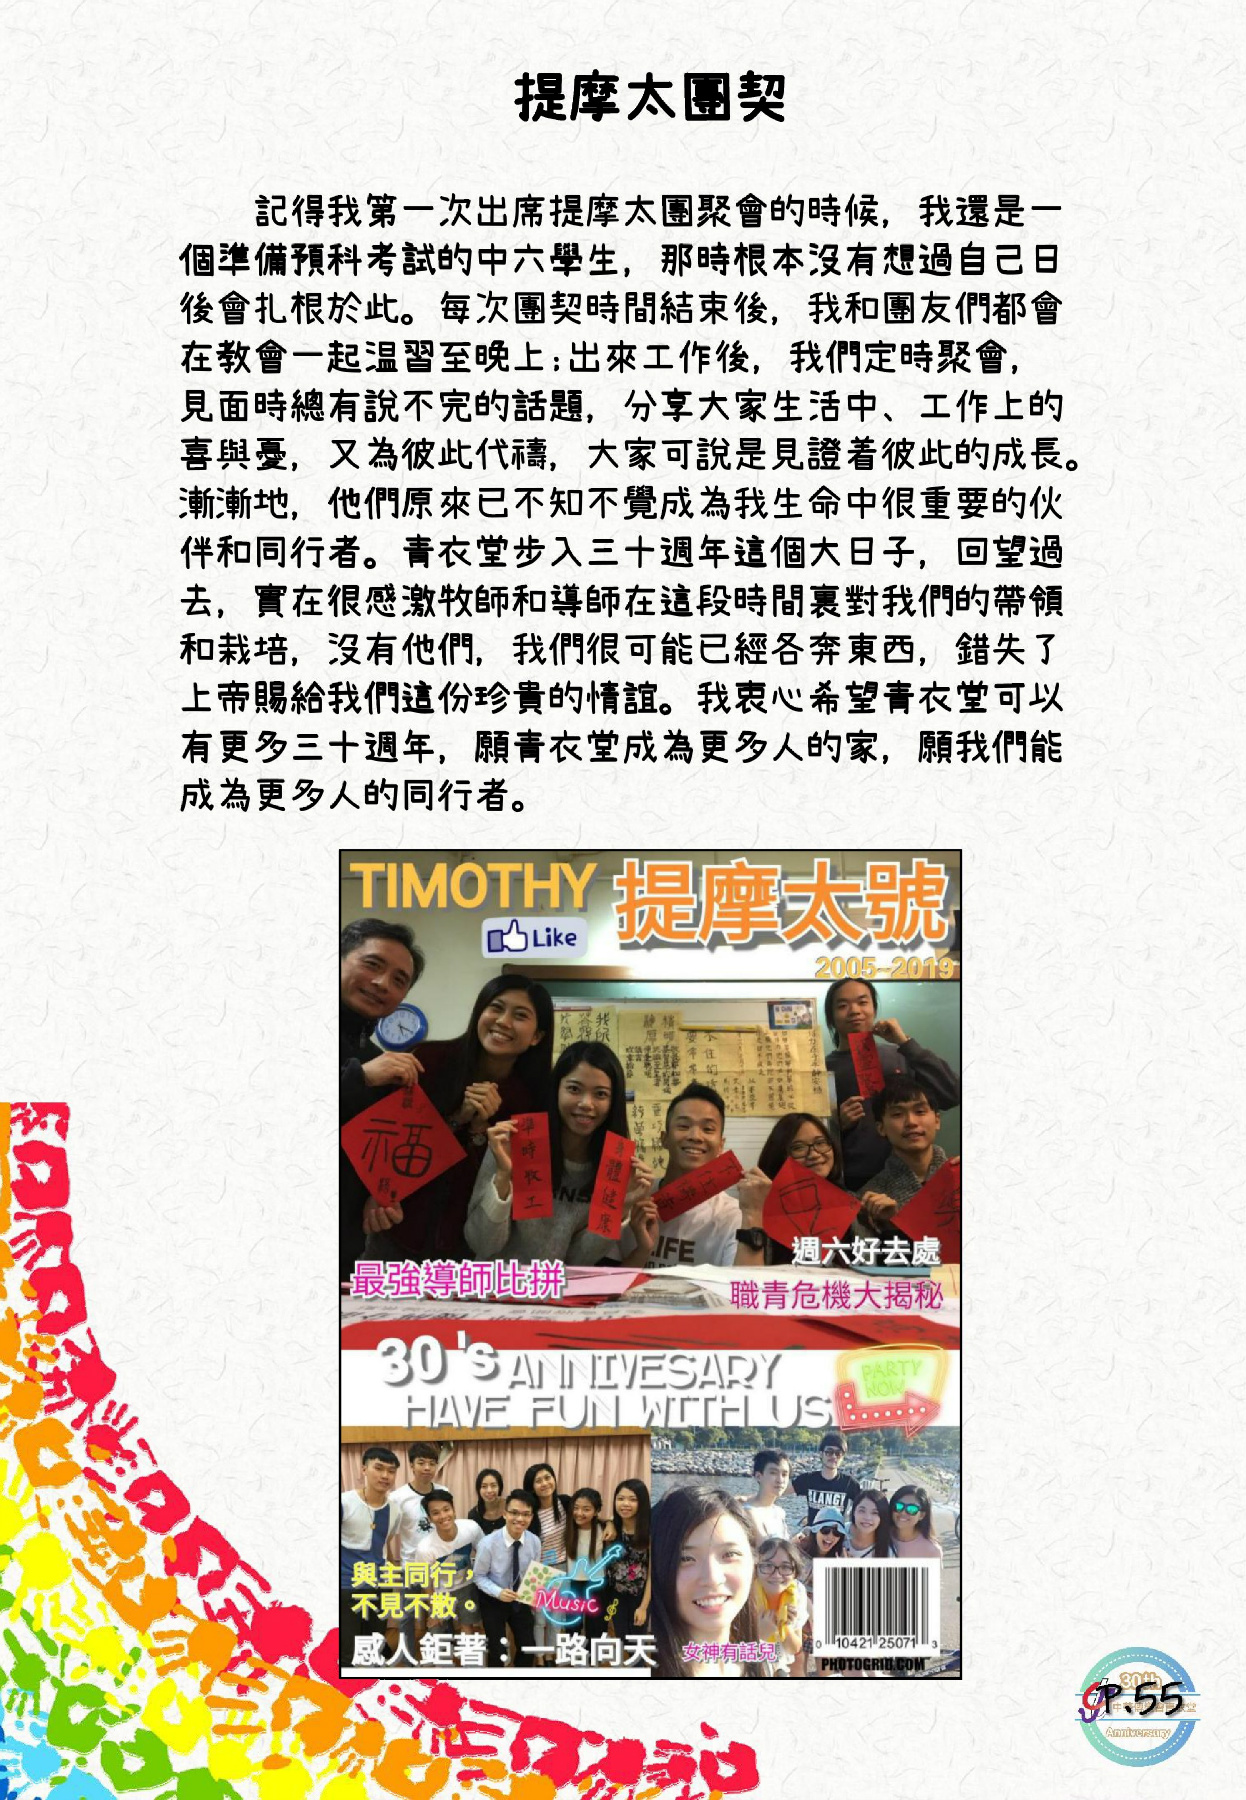 提摩太團契
記得我第一次出席提摩太團聚會的時候，我還是一
個準備預科考試的中六學生，那時根本沒有想過自己日
後會扎根於此。每次團契時間結束後，我和團友們都會
在教會一起温習至晚上;出來工作後，我們定時聚會，
見面時總有說不完的話題，分享大家生活中、工作上的
喜與憂，又為彼此代禱，大家可說是見證着彼此的成長。
漸漸地，他們原來已不知不覺成為我生命中很重要的伙
伴和同行者。青衣堂步入三十週年這個大日子，回望過
去，實在很感激牧師和導師在這段時間裏對我們的帶領
和栽培，沒有他們，我們很可能已經各奔東西，錯失了
上帝賜給我們這份珍貴的情誼。我衷心希望青衣堂可以
有更多三十週年，願青衣堂成為更多人的家，願我們能
成為更多人的同行者。
TIMOTHY 提摩太號
Like
2005-2019
福
準時收工
身體健康
週六好去處
最強導師比拼
職青危機大揭秘
30's ANNIVESARY
HAVE FUN WITH US
PARTY
NOW
SLANGY
與主同行，
不見不散。
Music
感人鉅著：一路向天
女神有話兒
0 10421 25071 3
PHOTOGRID.COM
30th
P.55
Anniversary